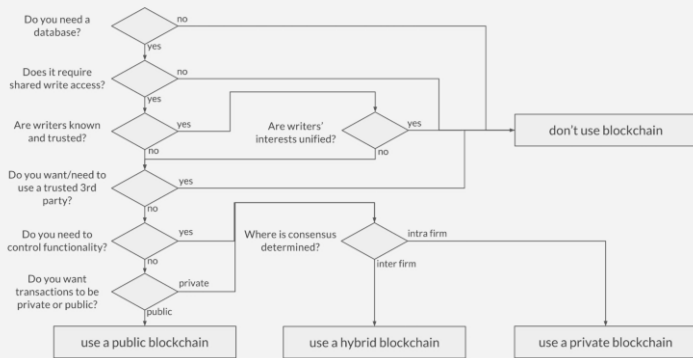 Do you need a
database?
no
yes
Does it require
shared write access?
no
yes
Are writers known
and trusted?
yes
no
Are writers'
interests unified?
yes
no
don't use blockchain
Do you want/need to
use a trusted 3rd
party?
yes
no
Do you need to
control functionality?
yes
no
Where is consensus
determined?
intra firm
inter firm
Do you want
transactions to be
private or public?
private
public
use a public blockchain
use a hybrid blockchain
use a private blockchain